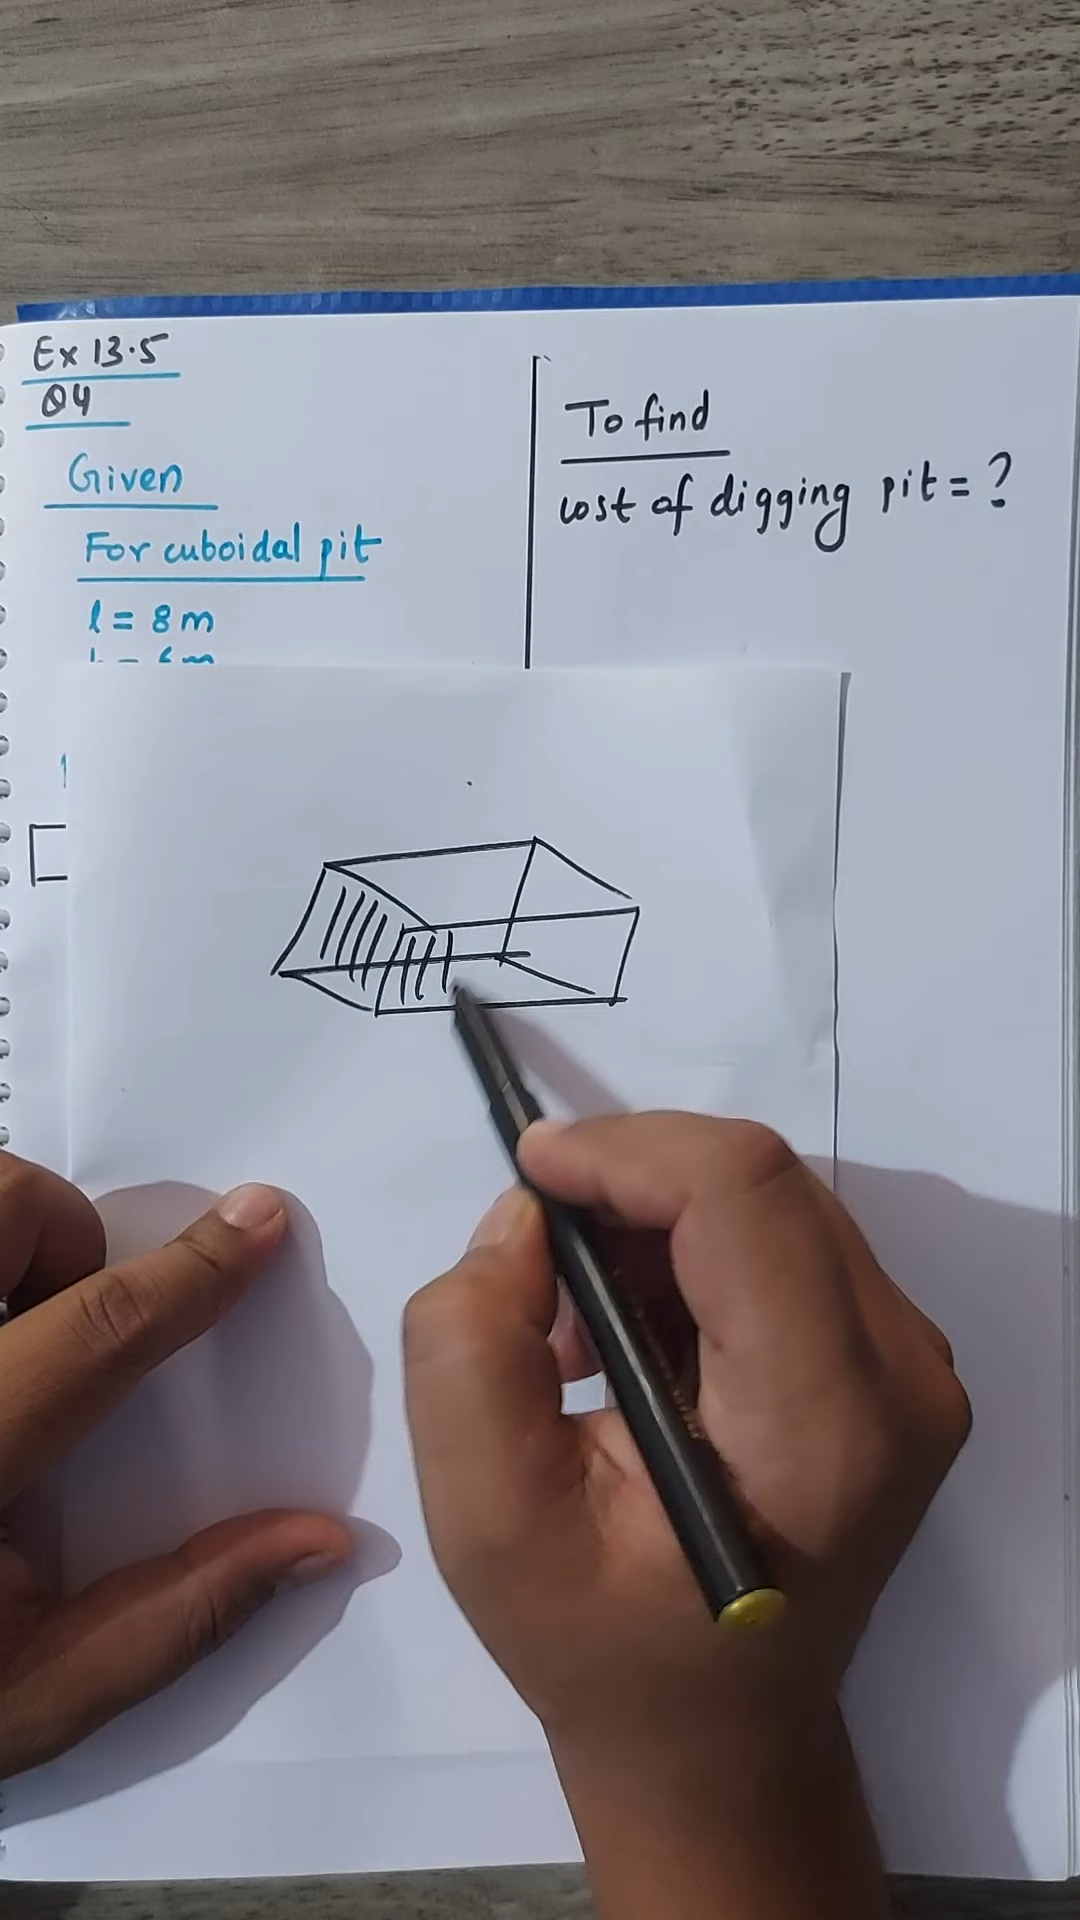 Ex 13.5
Q4
Given
For cuboidal pit
l = 8 m
To find
cost of digging pit = ?